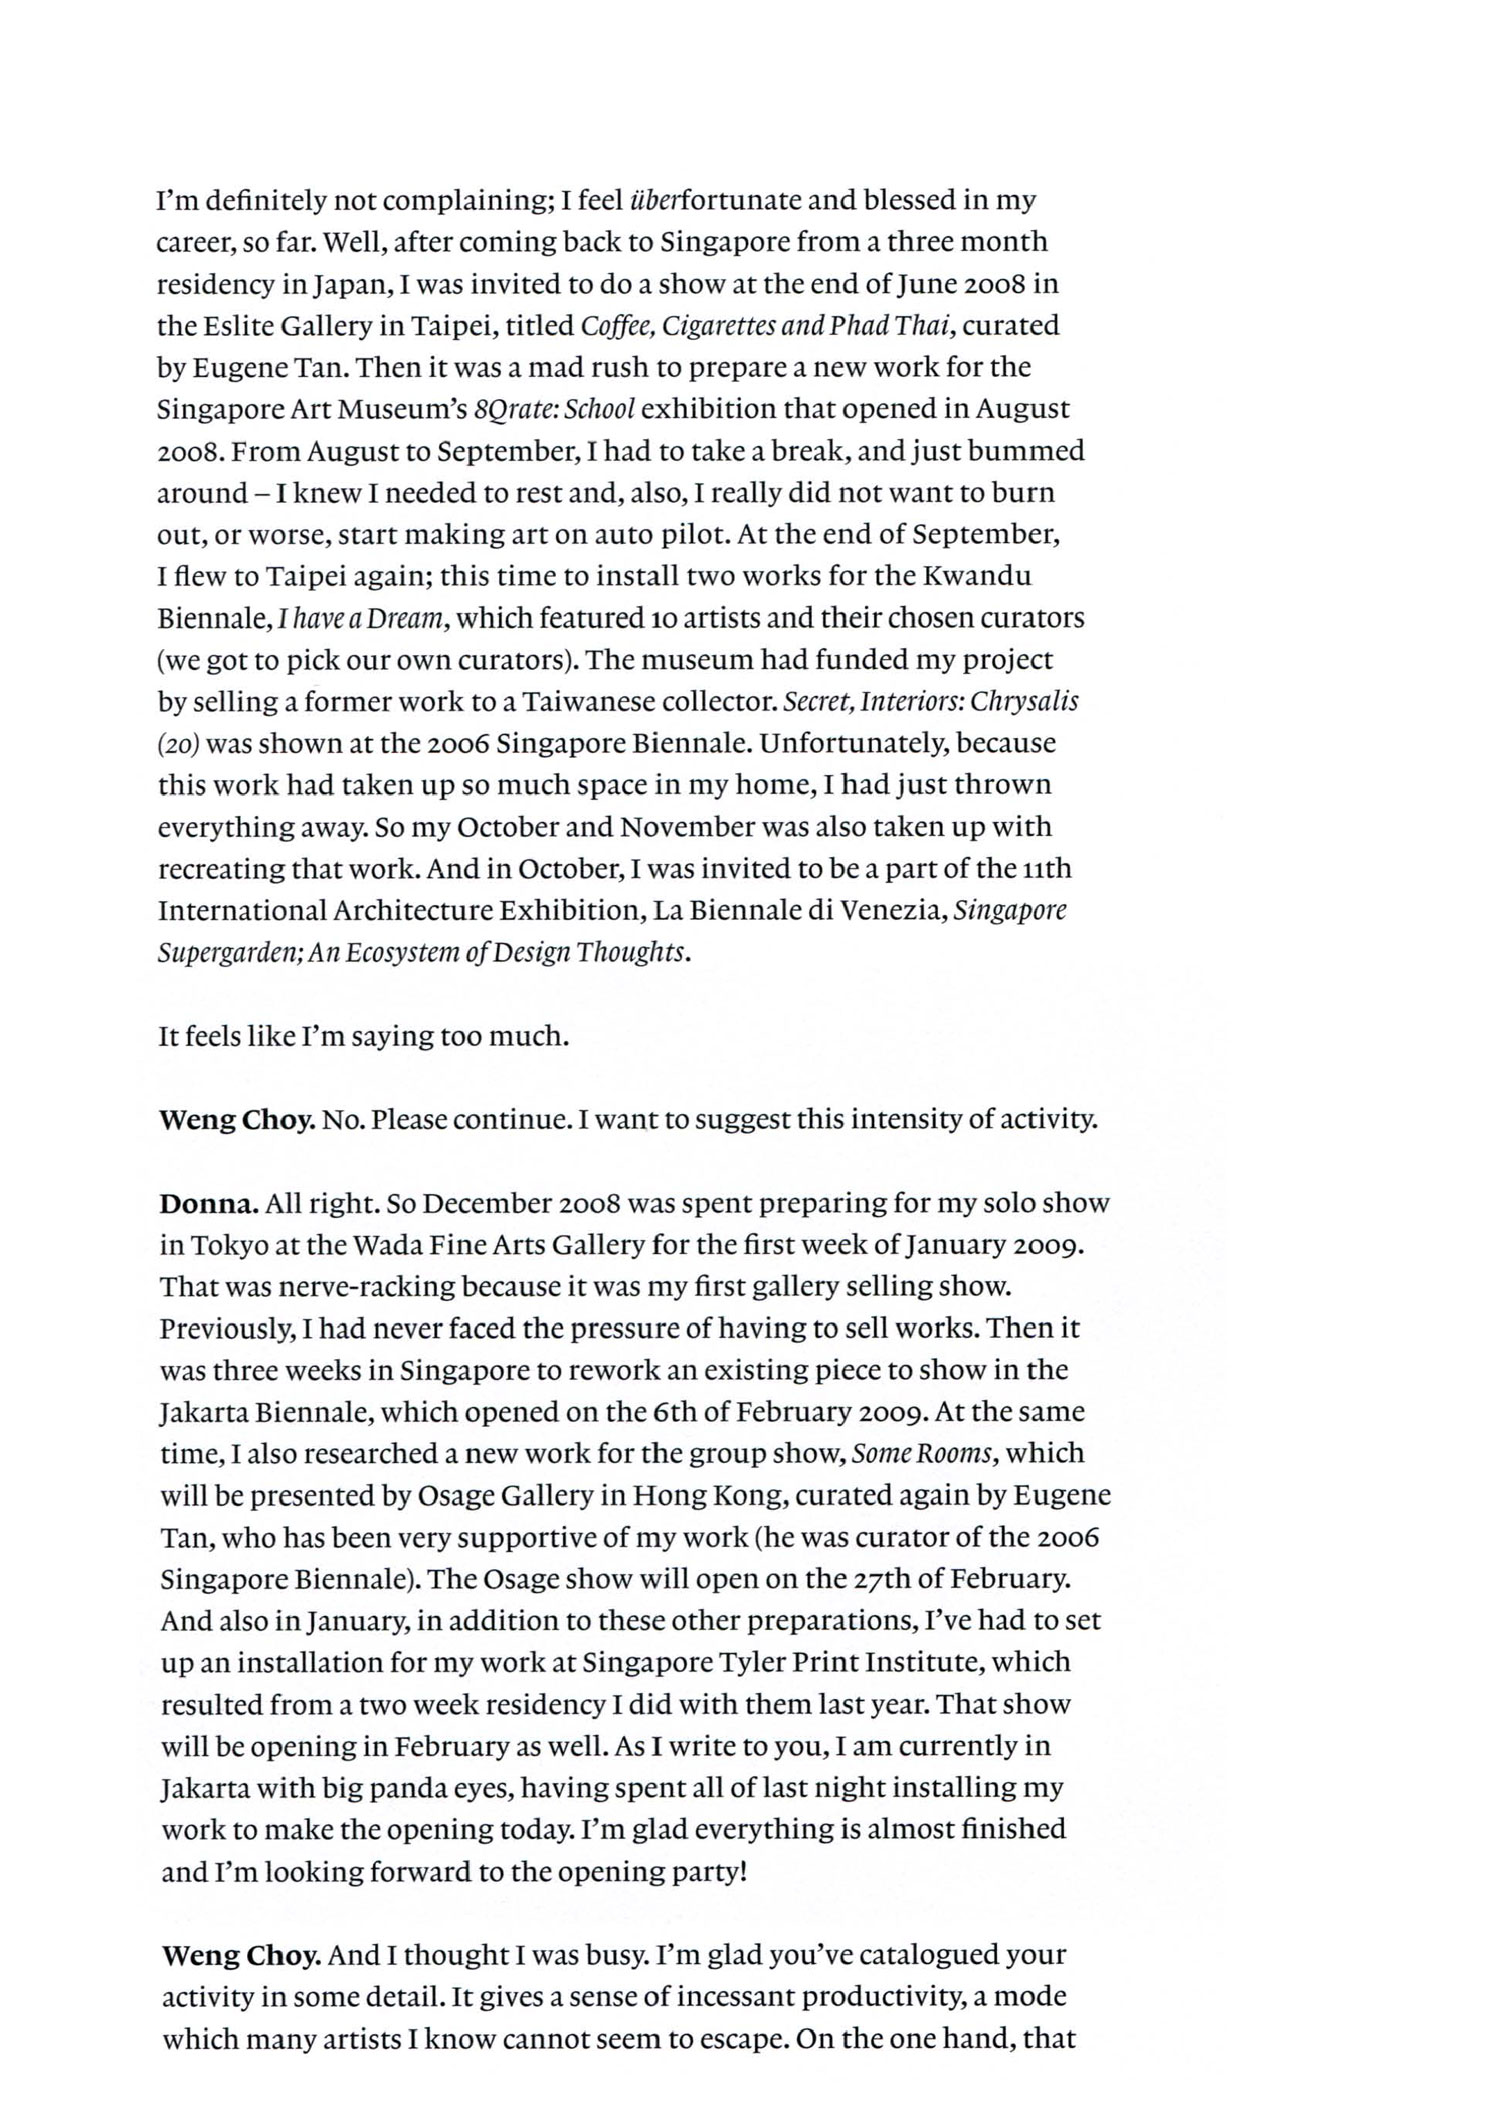 I'm definitely not complaining; I feel überfortunate and blessed in my
career, so far. Well, after coming back to Singapore from a three month
residency in Japan, I was invited to do a show at the end of June 2008 in
the Eslite Gallery in Taipei, titled Coffee, Cigarettes and Phad Thai, curated
by Eugene Tan. Then it was a mad rush to prepare a new work for the
Singapore Art Museum's 8Qrate: School exhibition that opened in August
2008. From August to September, I had to take a break, and just bummed
around – I knew I needed to rest and, also, I really did not want to burn
out, or worse, start making art on auto pilot. At the end of September,
I flew to Taipei again; this time to install two works for the Kwandu
Biennale, I have a Dream, which featured 10 artists and their chosen curators
(we got to pick our own curators). The museum had funded my project
by selling a former work to a Taiwanese collector. Secret, Interiors: Chrysalis
(20) was shown at the 2006 Singapore Biennale. Unfortunately, because
this work had taken up so much space in my home, I had just thrown
everything away. So my October and November was also taken up with
recreating that work. And in October, I was invited to be a part of the 11th
International Architecture Exhibition, La Biennale di Venezia, Singapore
Supergarden; An Ecosystem of Design Thoughts.
It feels like I'm saying too much.
Weng Choy. No. Please continue. I want to suggest this intensity of activity.
Donna. All right. So December 2008 was spent preparing for my solo show
in Tokyo at the Wada Fine Arts Gallery for the first week of January 2009.
That was nerve-racking because it was my first gallery selling show.
Previously, I had never faced the pressure of having to sell works. Then it
was three weeks in Singapore to rework an existing piece to show in the
Jakarta Biennale, which opened on the 6th of February 2009. At the same
time, I also researched a new work for the group show, Some Rooms, which
will be presented by Osage Gallery in Hong Kong, curated again by Eugene
Tan, who has been very supportive of my work (he was curator of the 2006
Singapore Biennale). The Osage show will open on the 27th of February.
And also in January, in addition to these other preparations, I've had to set
up an installation for my work at Singapore Tyler Print Institute, which
resulted from a two week residency I did with them last year. That show
will be opening in February as well. As I write to you, I am currently in
Jakarta with big panda eyes, having spent all of last night installing my
work to make the opening today. I'm glad everything is almost finished
and I'm looking forward to the opening party!
Weng Choy. And I thought I was busy. I'm glad you've catalogued your
activity in some detail. It gives a sense of incessant productivity, a mode
which many artists I know cannot seem to escape. On the one hand, that